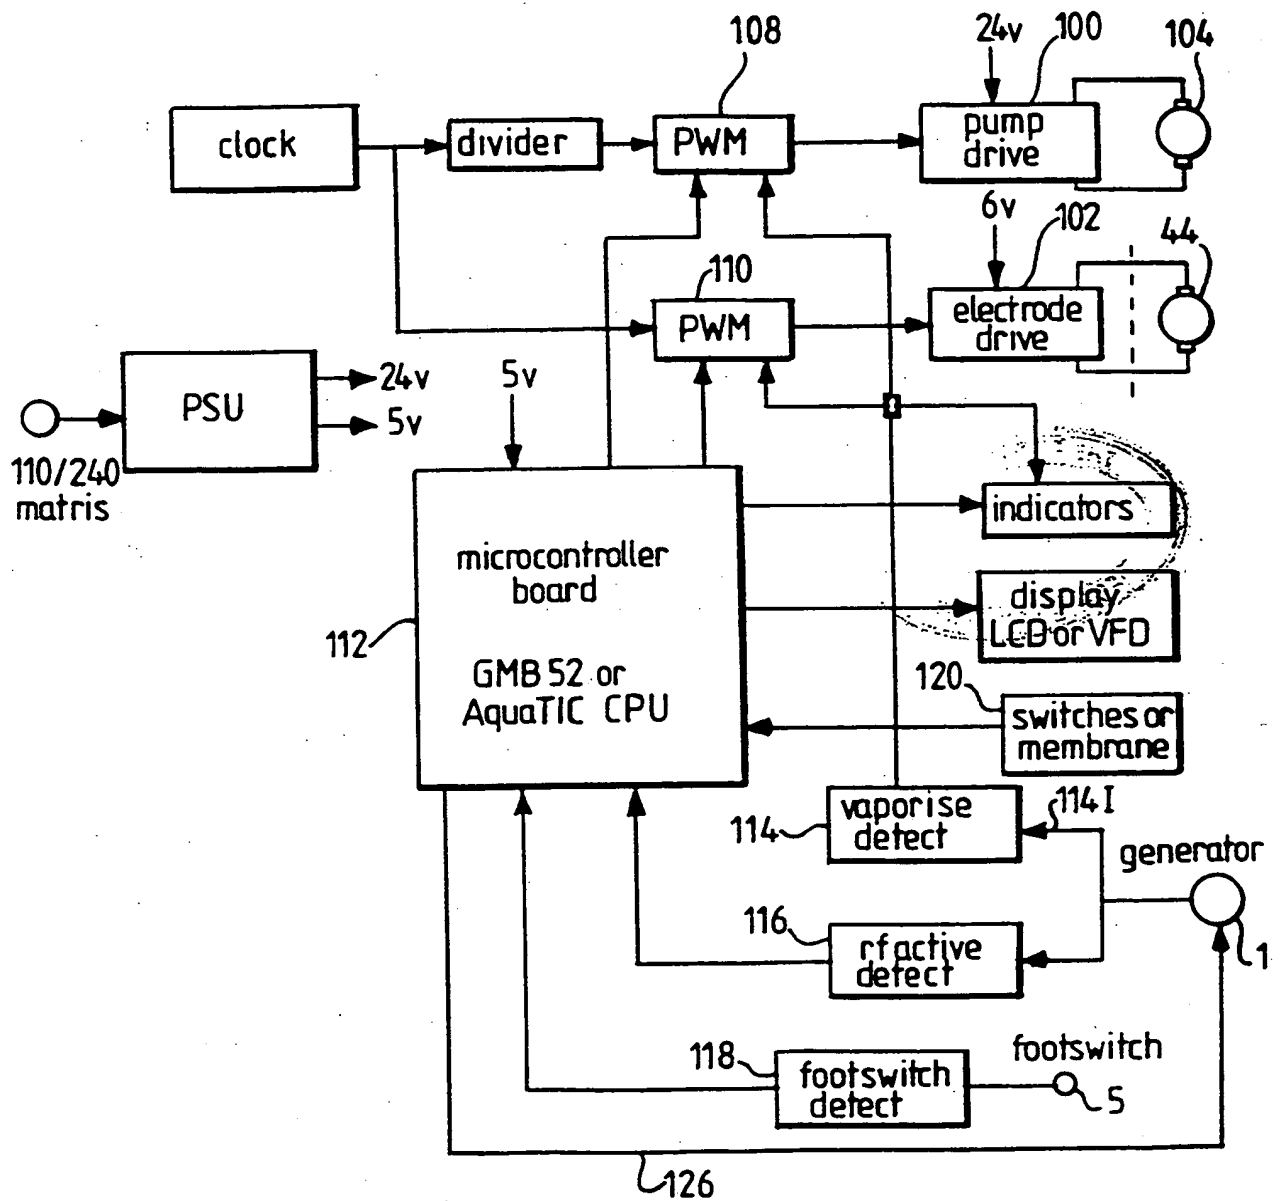 108
24v
100
104
clock
divider
PWM
pump
drive
6v
102
44
110
PWM
electrode
drive
PSU
24v
5v
5v
110/240
matris
indicators
microcontroller
board
display
LCD or VFD
112
GMB 52 or
AquaTIC CPU
120
switches or
membrane
vaporise
detect
114
114 I
generator
116
rf active
detect
1
118
footswitch
footswitch
detect
5
126